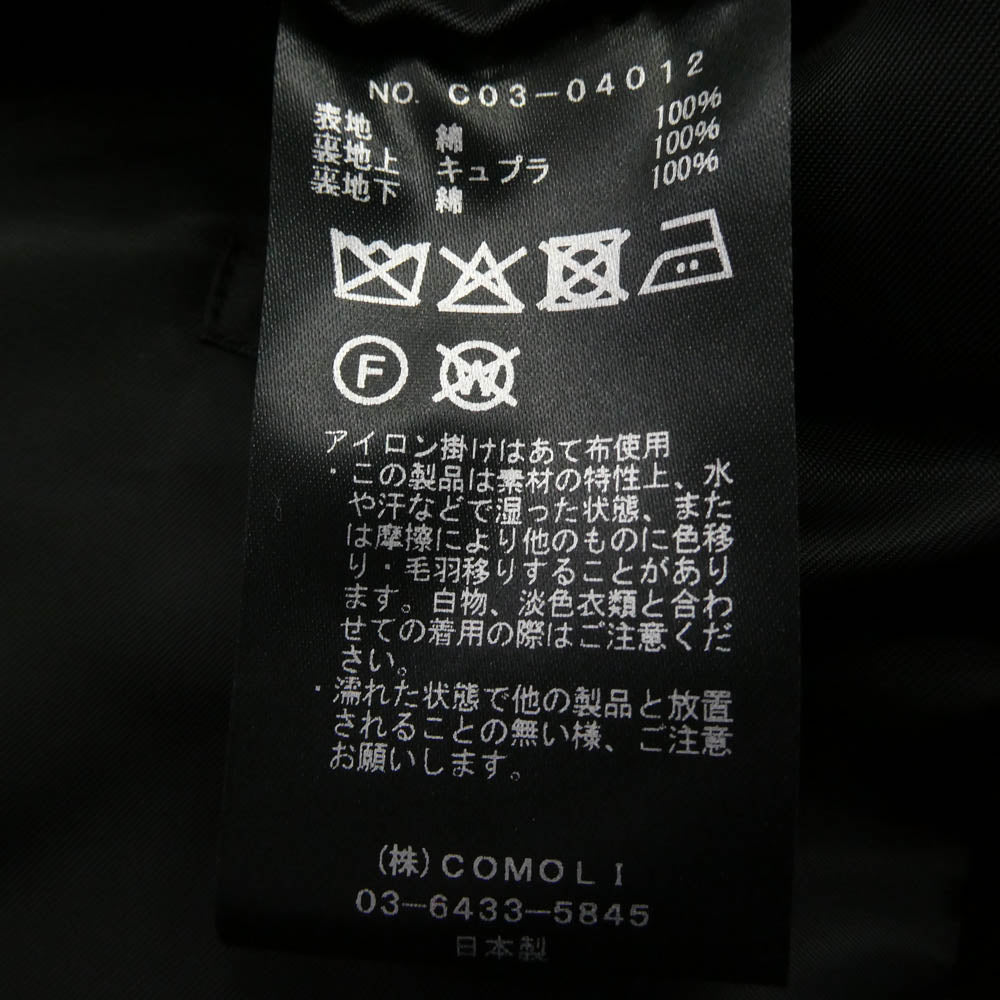 NO. C03-04012
表地 綿 100%
裏地上 キュプラ 100%
裏地下 綿 100%
F W
アイロン掛けはあて布使用
・この製品は素材の特性上、水
や汗などで湿った状態、また
は摩擦により他のものに色移
り・毛羽移りすることがあり
ます。白物、淡色衣類と合わ
せての着用の際はご注意くだ
さい。
・濡れた状態で他の製品と放置
されることの無い様、ご注意
お願いします。
(株)COMOLI
03-6433-5845
日本製